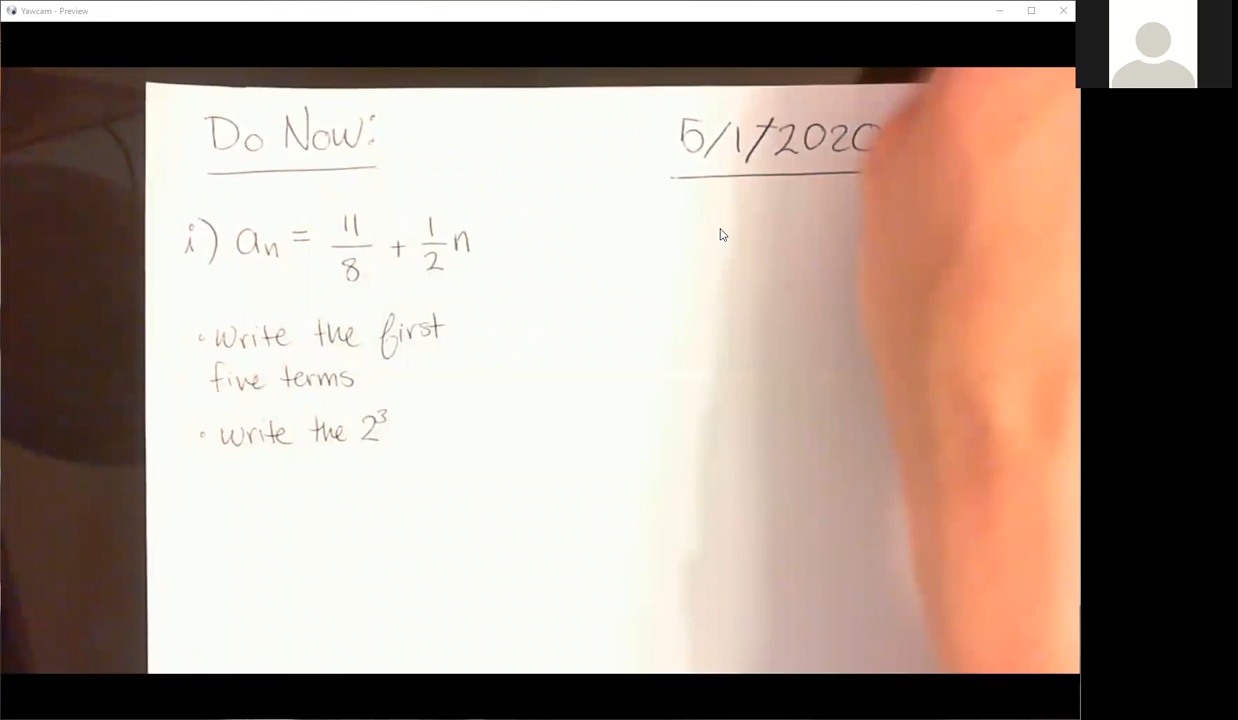 Yawcam - Preview
Do Now: 5/1/2020
i) aₙ = 11/8 + 1/2 n
• Write the first
five terms
• Write the 2³